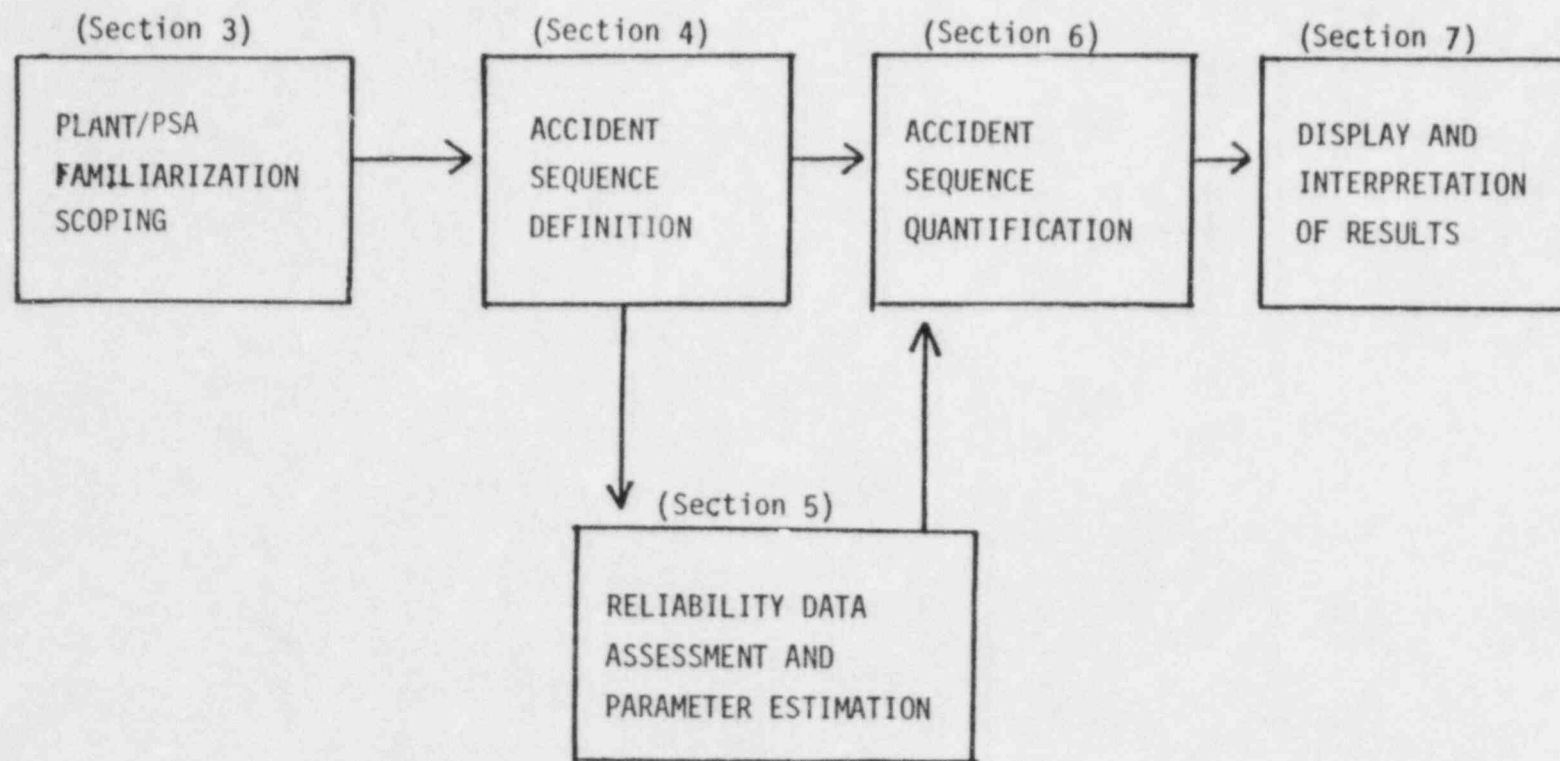 (Section 3)
PLANT/PSA
FAMILIARIZATION
SCOPING
(Section 4)
ACCIDENT
SEQUENCE
DEFINITION
(Section 6)
ACCIDENT
SEQUENCE
QUANTIFICATION
(Section 7)
DISPLAY AND
INTERPRETATION
OF RESULTS
(Section 5)
RELIABILITY DATA
ASSESSMENT AND
PARAMETER ESTIMATION